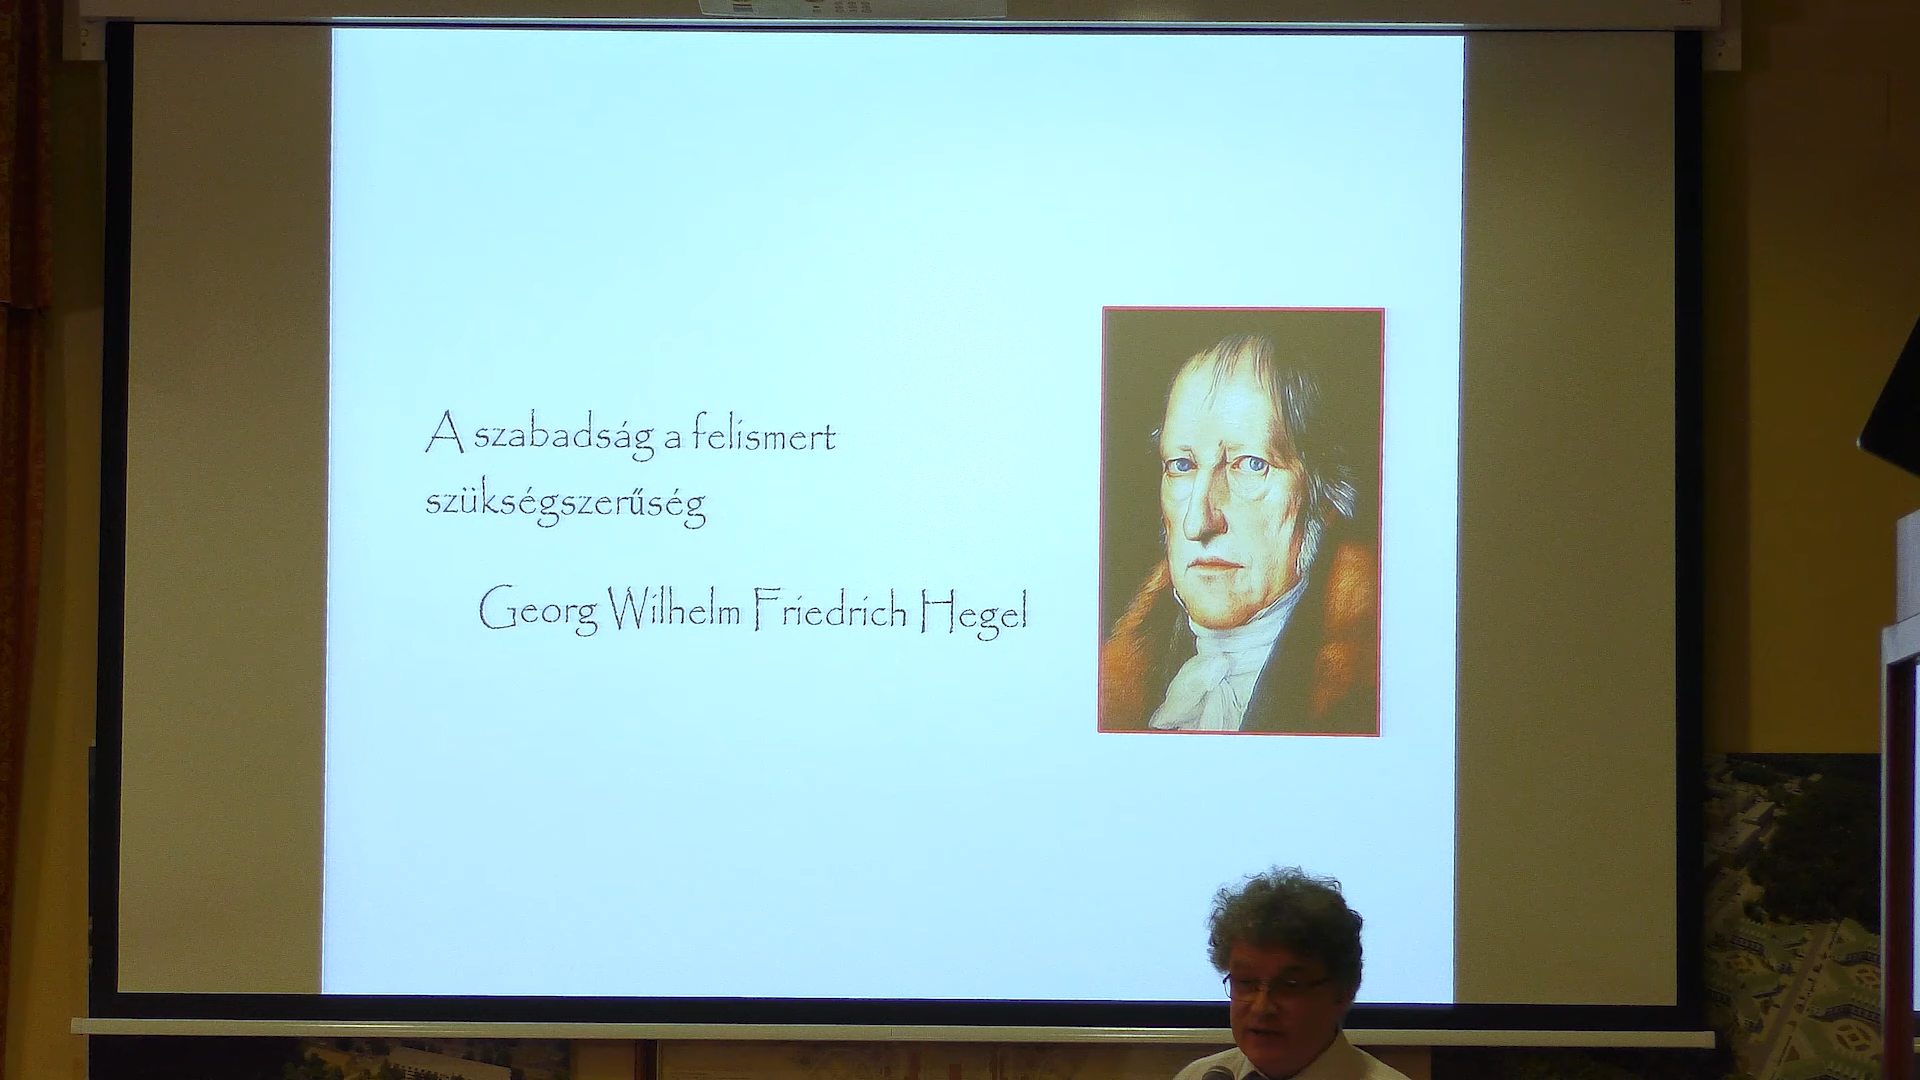 A szabadság a felismert
szükségszerűség
Georg Wilhelm Friedrich Hegel